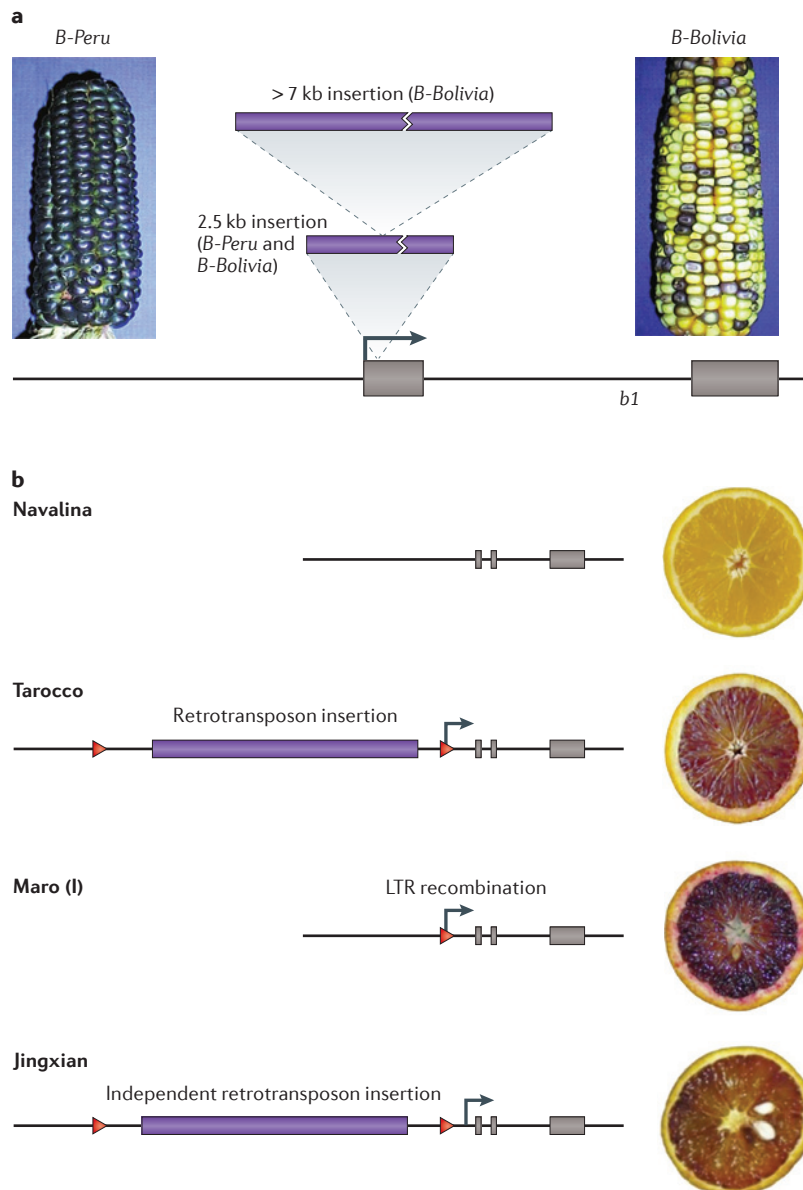 a
B-Peru
B-Bolivia
> 7 kb insertion (B-Bolivia)
2.5 kb insertion
(B-Peru and
B-Bolivia)
b1
b
Navalina
Tarocco
Retrotransposon insertion
Maro (I)
LTR recombination
Jingxian
Independent retrotransposon insertion